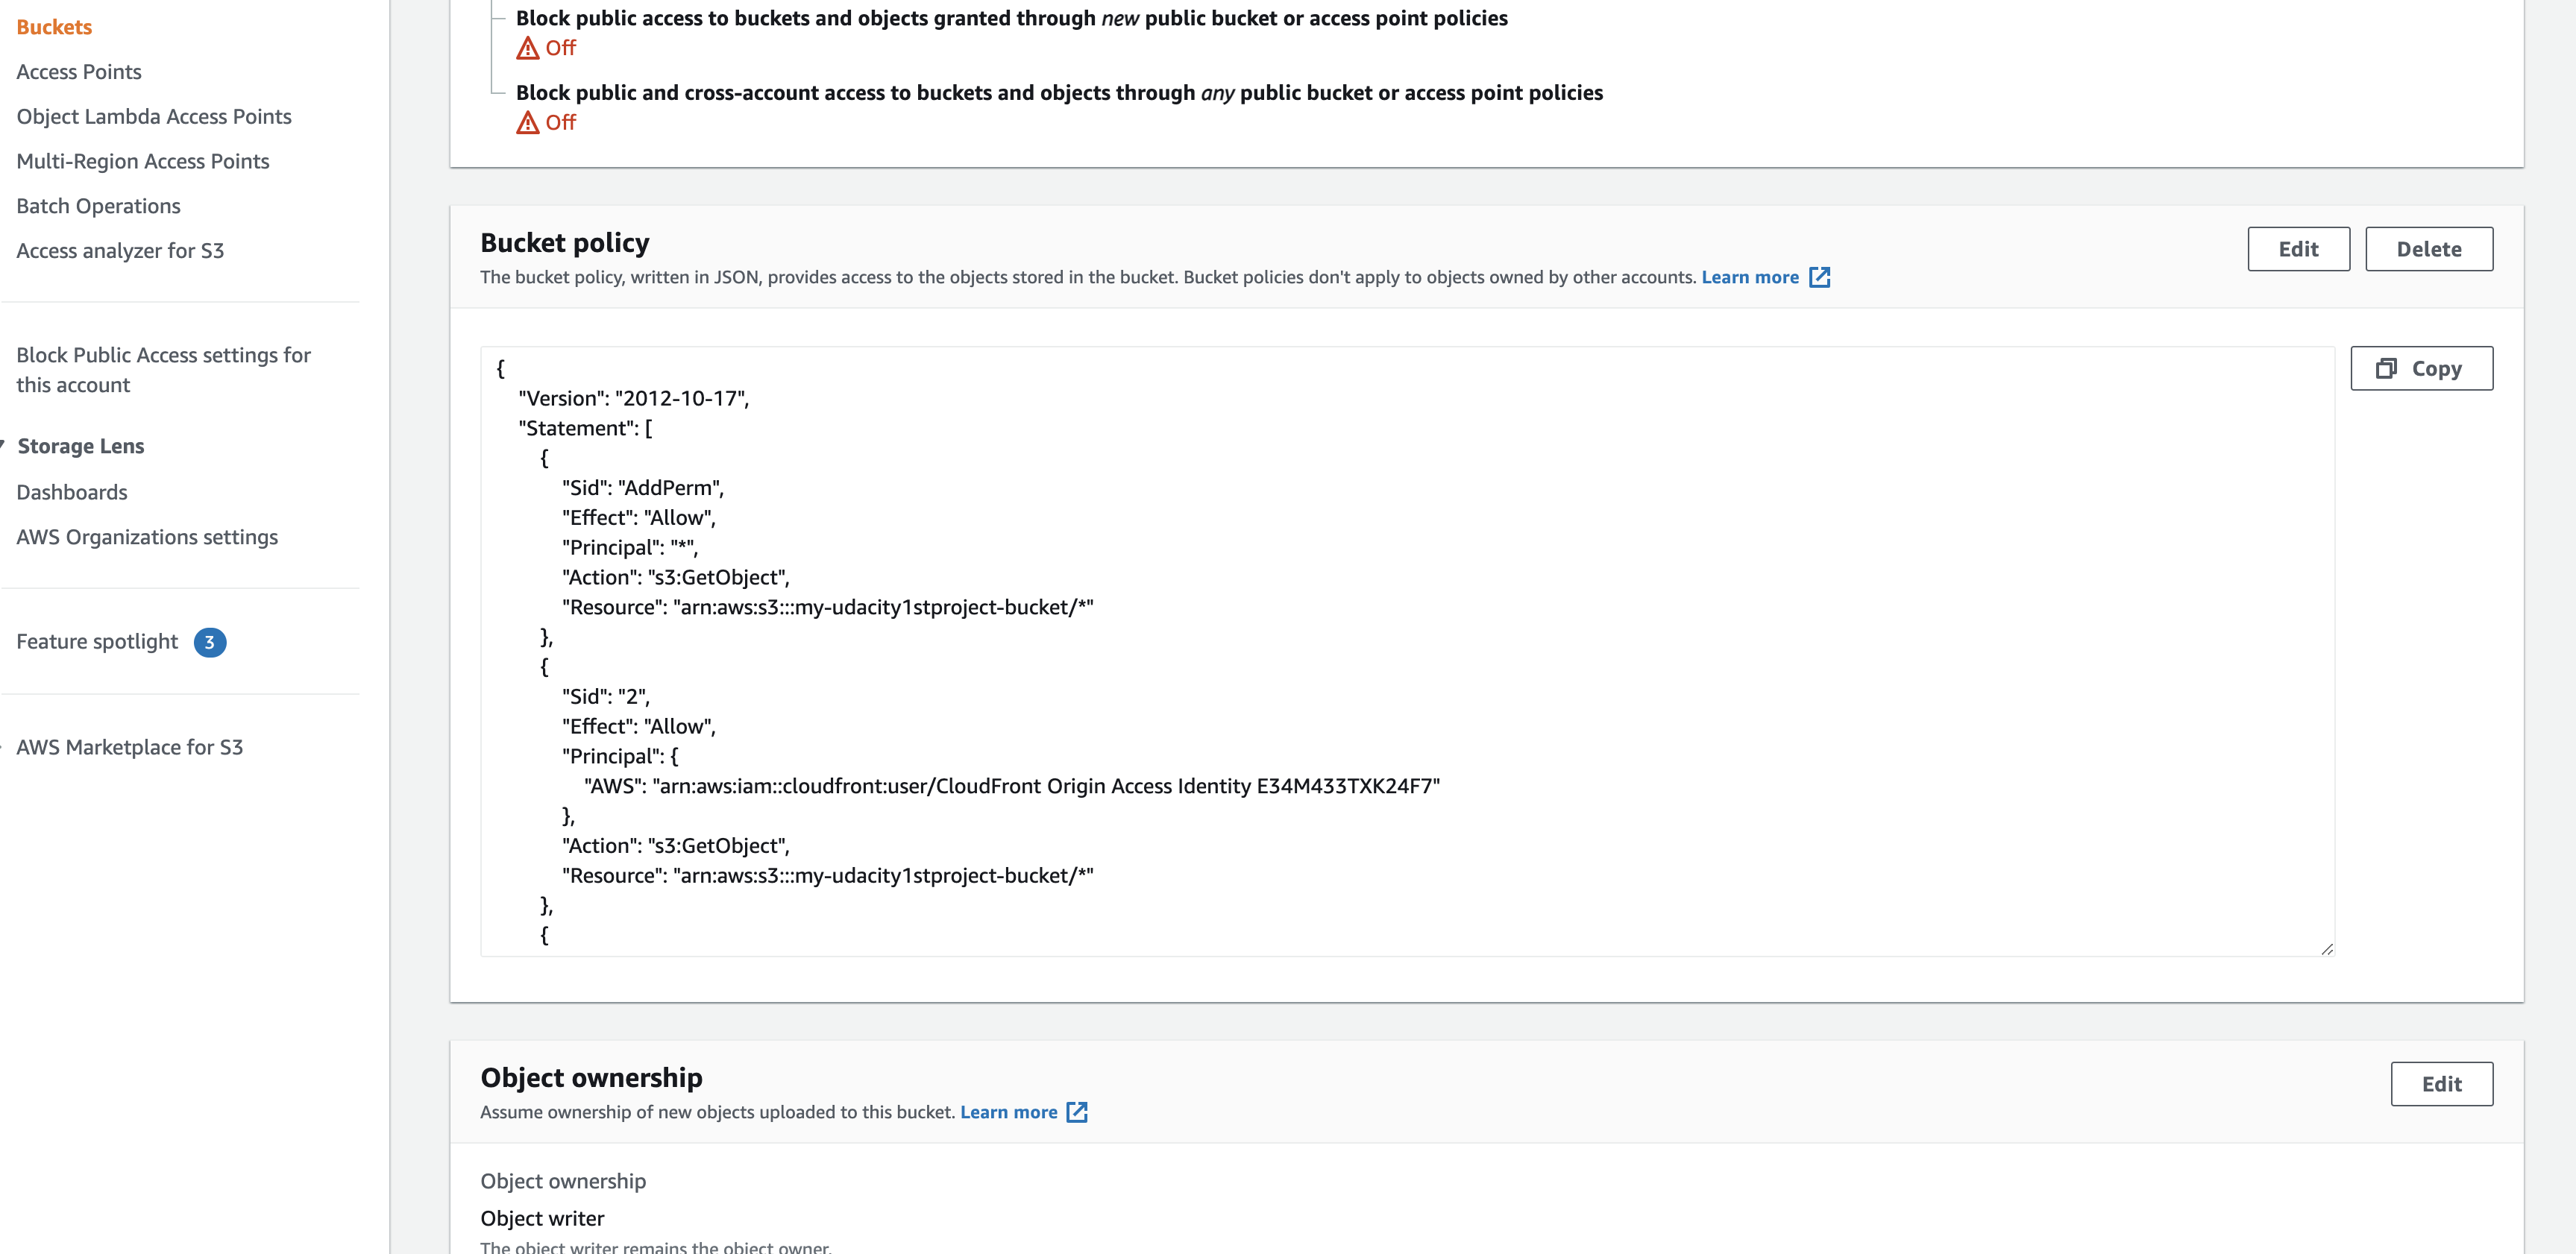 Buckets
Access Points
Object Lambda Access Points
Multi-Region Access Points
Batch Operations
Access analyzer for S3
Block Public Access settings for
this account
Storage Lens
Dashboards
AWS Organizations settings
Feature spotlight 3
AWS Marketplace for S3
Block public access to buckets and objects granted through new public bucket or access point policies
Off
Block public and cross-account access to buckets and objects through any public bucket or access point policies
Off
Bucket policy
Edit
Delete
The bucket policy, written in JSON, provides access to the objects stored in the bucket. Bucket policies don't apply to objects owned by other accounts. Learn more
Copy
{
"Version": "2012-10-17",
"Statement": [
{
"Sid": "AddPerm",
"Effect": "Allow",
"Principal": "*",
"Action": "s3:GetObject",
"Resource": "arn:aws:s3:::my-udacity1stproject-bucket/*"
},
{
"Sid": "2",
"Effect": "Allow",
"Principal": {
"AWS": "arn:aws:iam::cloudfront:user/CloudFront Origin Access Identity E34M433TXK24F7"
},
"Action": "s3:GetObject",
"Resource": "arn:aws:s3:::my-udacity1stproject-bucket/*"
},
{
Object ownership
Edit
Assume ownership of new objects uploaded to this bucket. Learn more
Object ownership
Object writer
The object writer remains the object owner.